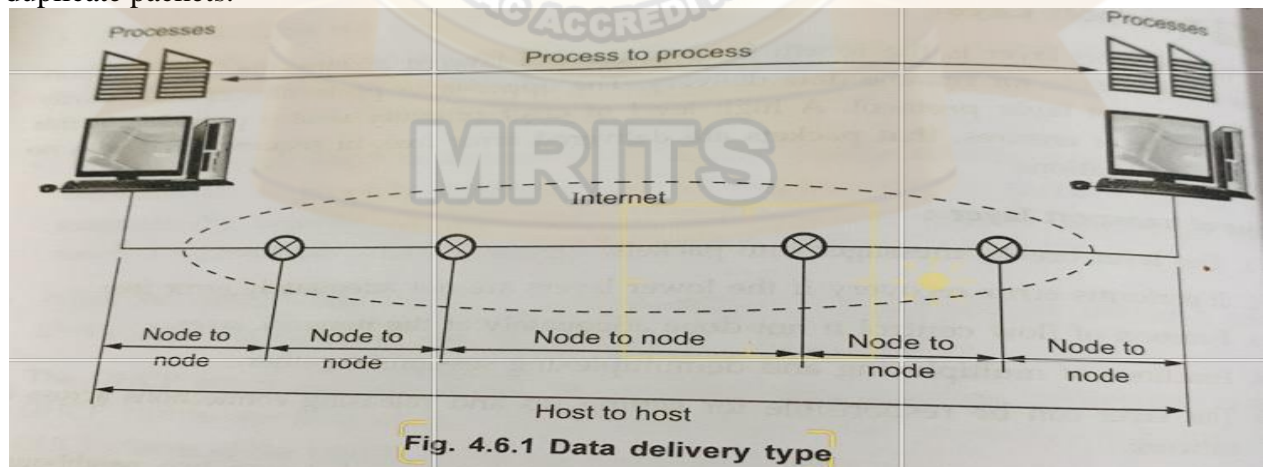 duplicate packets.
ACCREDI
Processes
Processes
Process to process
MRITS
Internet
Node to
node
Node to
node
Node to node
Node to
node
Node to
node
Host to host
Fig. 4.6.1 Data delivery type